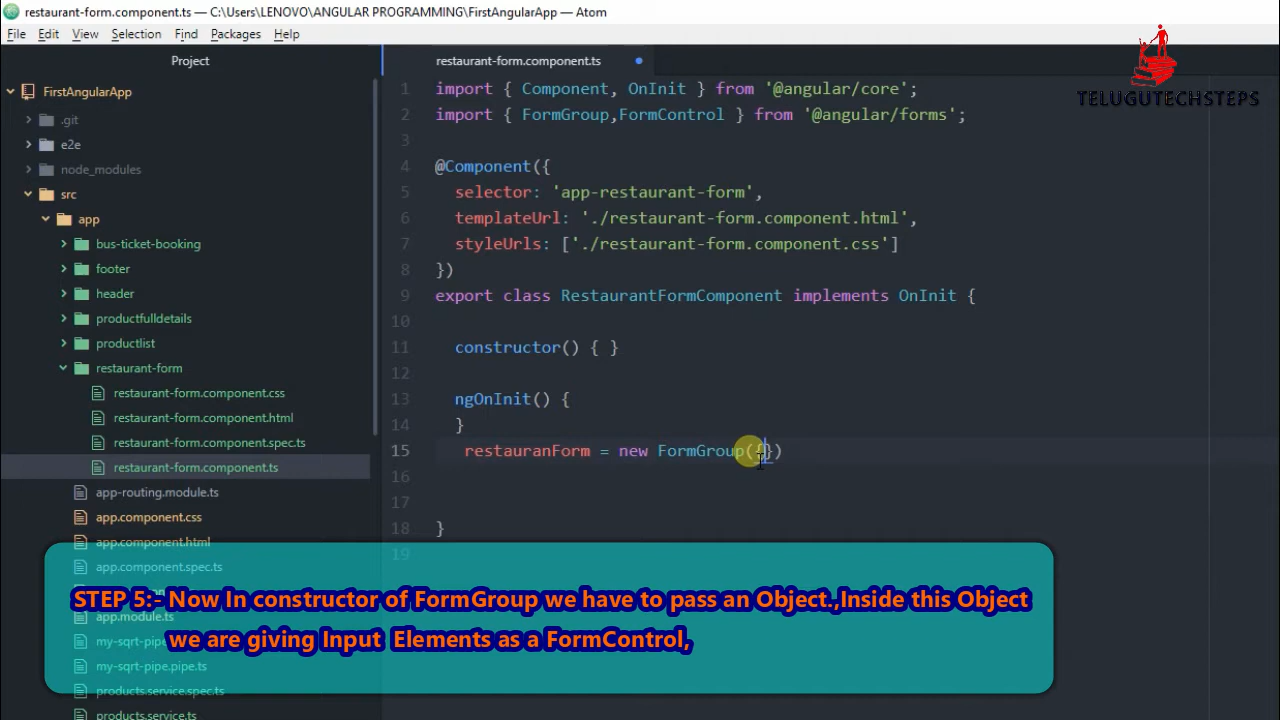 restaurant-form.component.ts — C:\Users\LENOVO\ANGULAR PROGRAMMING\FirstAngularApp — Atom
File Edit View Selection Find Packages Help
Project
FirstAngularApp
.git
e2e
node_modules
src
app
bus-ticket-booking
footer
header
productfulldetails
productlist
restaurant-form
restaurant-form.component.css
restaurant-form.component.html
restaurant-form.component.spec.ts
restaurant-form.component.ts
app-routing.module.ts
app.component.css
app.component.html
app.component.spec.ts
app.module.ts
my-sqrt-pipe
my-sqrt-pipe.pipe.ts
products.service.spec.ts
products.service.ts
restaurant-form.component.ts
TELUGUTECHSTEPS
1 import { Component, OnInit } from '@angular/core';
2 import { FormGroup,FormControl } from '@angular/forms';
3
4 @Component({
5 selector: 'app-restaurant-form',
6 templateUrl: './restaurant-form.component.html',
7 styleUrls: ['./restaurant-form.component.css']
8 })
9 export class RestaurantFormComponent implements OnInit {
10
11 constructor() { }
12
13 ngOnInit() {
14 }
15 restauranForm = new FormGroup({})
16
17
18 }
19
STEP 5:- Now In constructor of FormGroup we have to pass an Object.,Inside this Object
we are giving Input Elements as a FormControl,